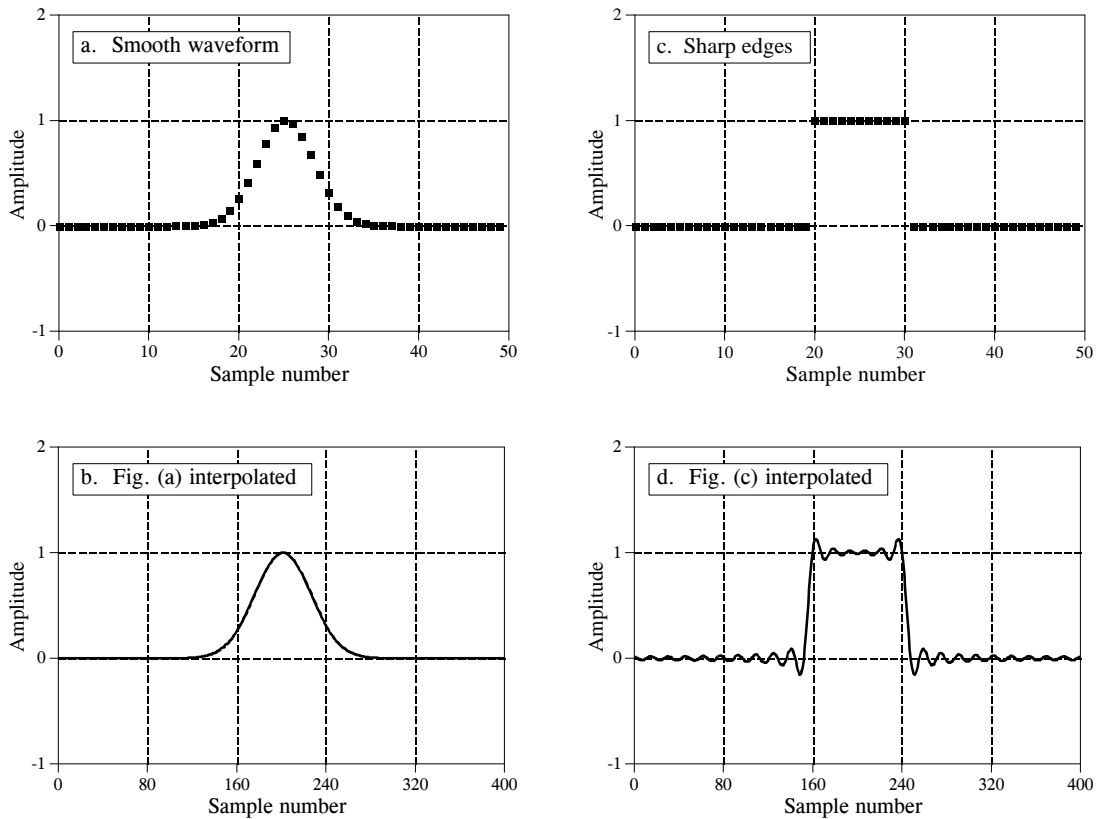 a. Smooth waveform
2
1
0
-1
Amplitude
0 10 20 30 40 50
Sample number
c. Sharp edges
2
1
0
-1
Amplitude
0 10 20 30 40 50
Sample number
b. Fig. (a) interpolated
2
1
0
-1
Amplitude
0 80 160 240 320 400
Sample number
d. Fig. (c) interpolated
2
1
0
-1
Amplitude
0 80 160 240 320 400
Sample number